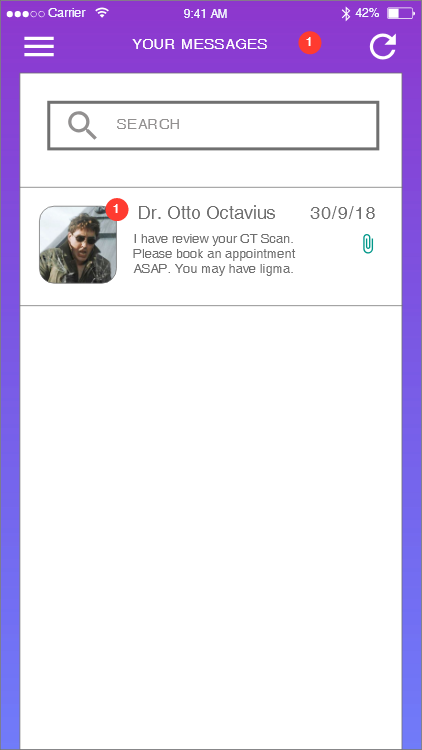 Carrier 9:41 AM 42%
YOUR MESSAGES 1
SEARCH
1 Dr. Otto Octavius 30/9/18
I have review your CT Scan.
Please book an appointment
ASAP. You may have ligma.